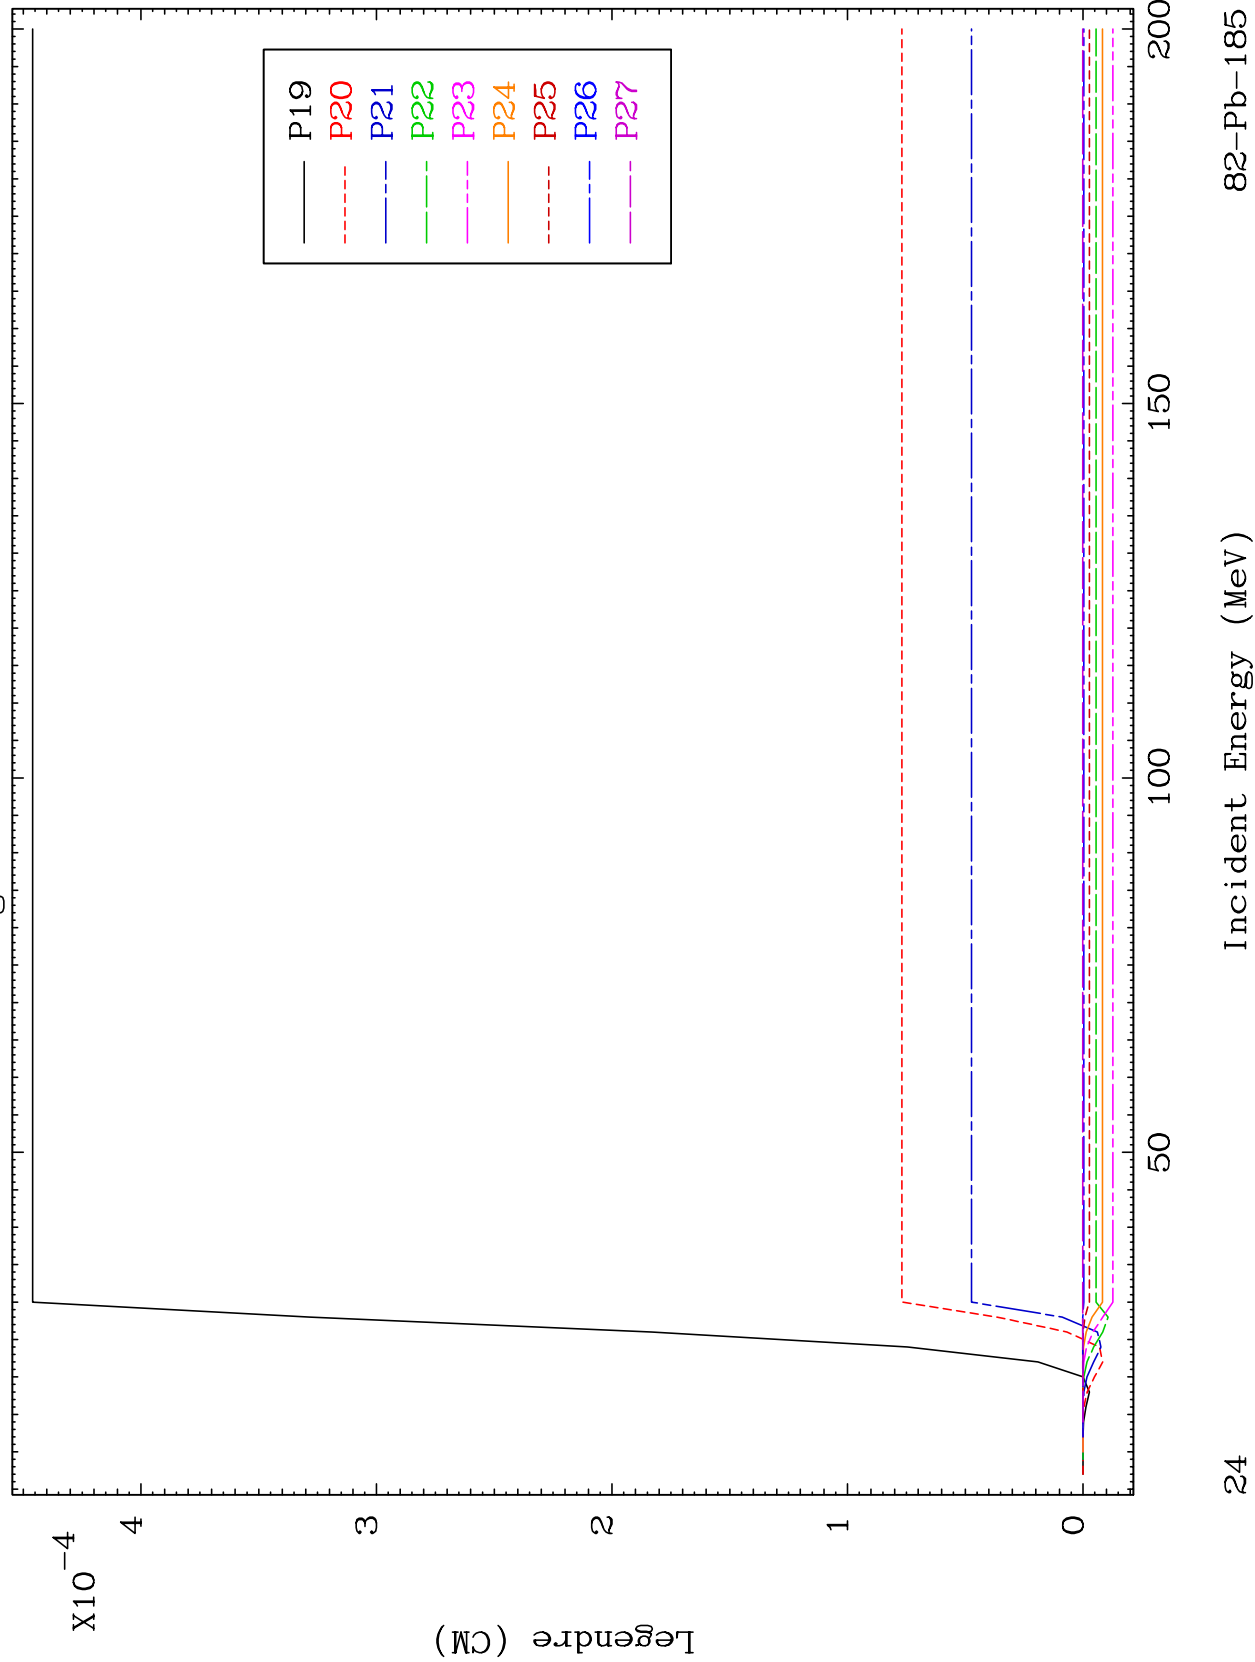 X10-4
Legendre (CM)
4
3
2
1
0
50
100
150
200
Incident Energy (MeV)
P19
P20
P21
P22
P23
P24
P25
P26
P27
24
82-Pb-185